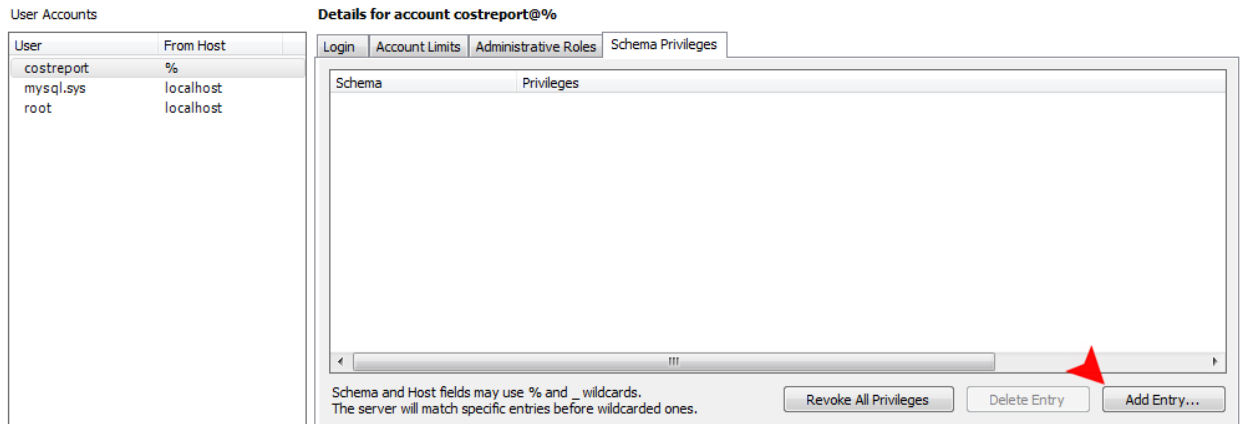 User Accounts
Details for account costreport@%
User From Host
costreport %
mysql.sys localhost
root localhost
Login Account Limits Administrative Roles Schema Privileges
Schema Privileges
Schema and Host fields may use % and _ wildcards.
The server will match specific entries before wildcarded ones.
Revoke All Privileges Delete Entry Add Entry...